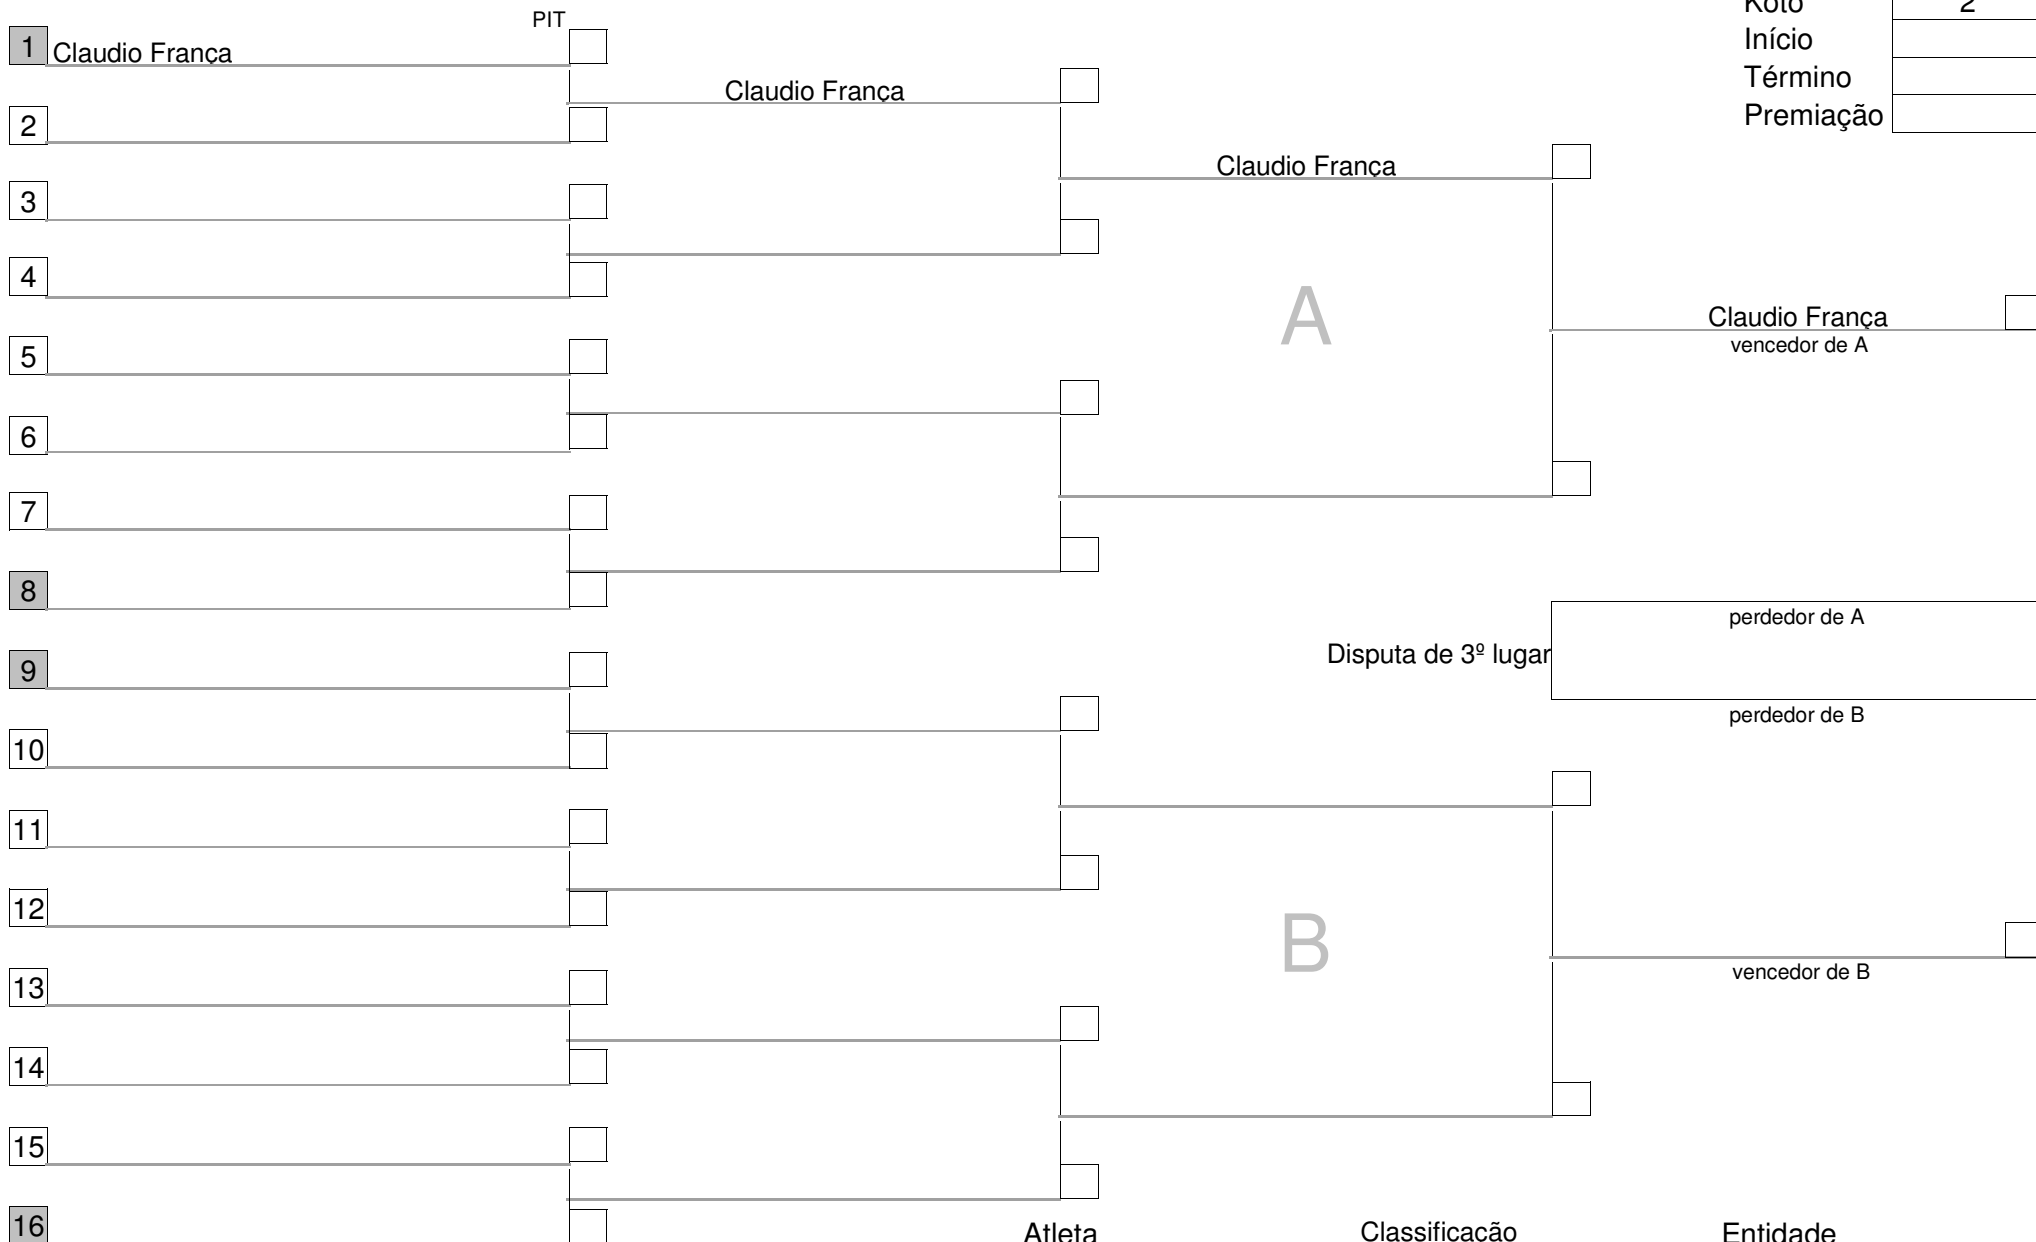 Koto 2
PIT
1 Claudio França
Início
Término
Claudio França
Premiação
2
Claudio França
3
4
A
Claudio França
vencedor de A
5
6
7
8
perdedor de A
Disputa de 3º lugar
9
perdedor de B
10
11
12
B
vencedor de B
13
14
15
16
Atleta Classificação Entidade